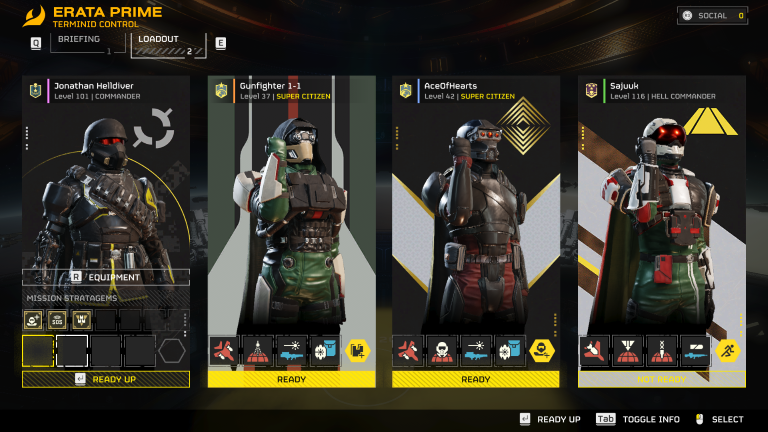 ERATA PRIME
TERMINID CONTROL
SOCIAL 0
Q
BRIEFING
1
LOADOUT
2
E
Jonathan Helldiver
Level 101 | COMMANDER
Gunfighter 1-1
Level 37 | SUPER CITIZEN
AceOfHearts
Level 42 | SUPER CITIZEN
Sajuuk
Level 116 | HELL COMMANDER
R /EQUIPMENT
MISSION STRATAGEMS
SOS
READY UP
READY
READY
NOT READY
READY UP
Tab TOGGLE INFO
SELECT